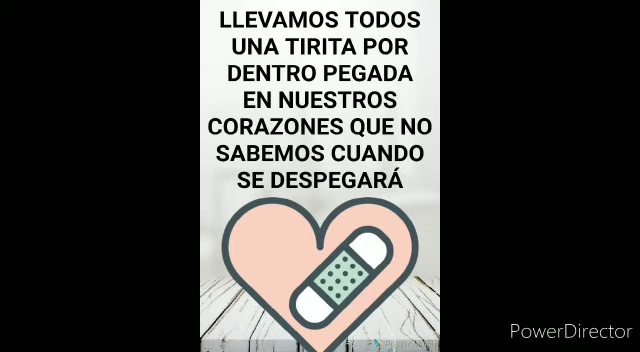 LLEVAMOS TODOS
UNA TIRITA POR
DENTRO PEGADA
EN NUESTROS
CORAZONES QUE NO
SABEMOS CUANDO
SE DESPEGARÁ
PowerDirector